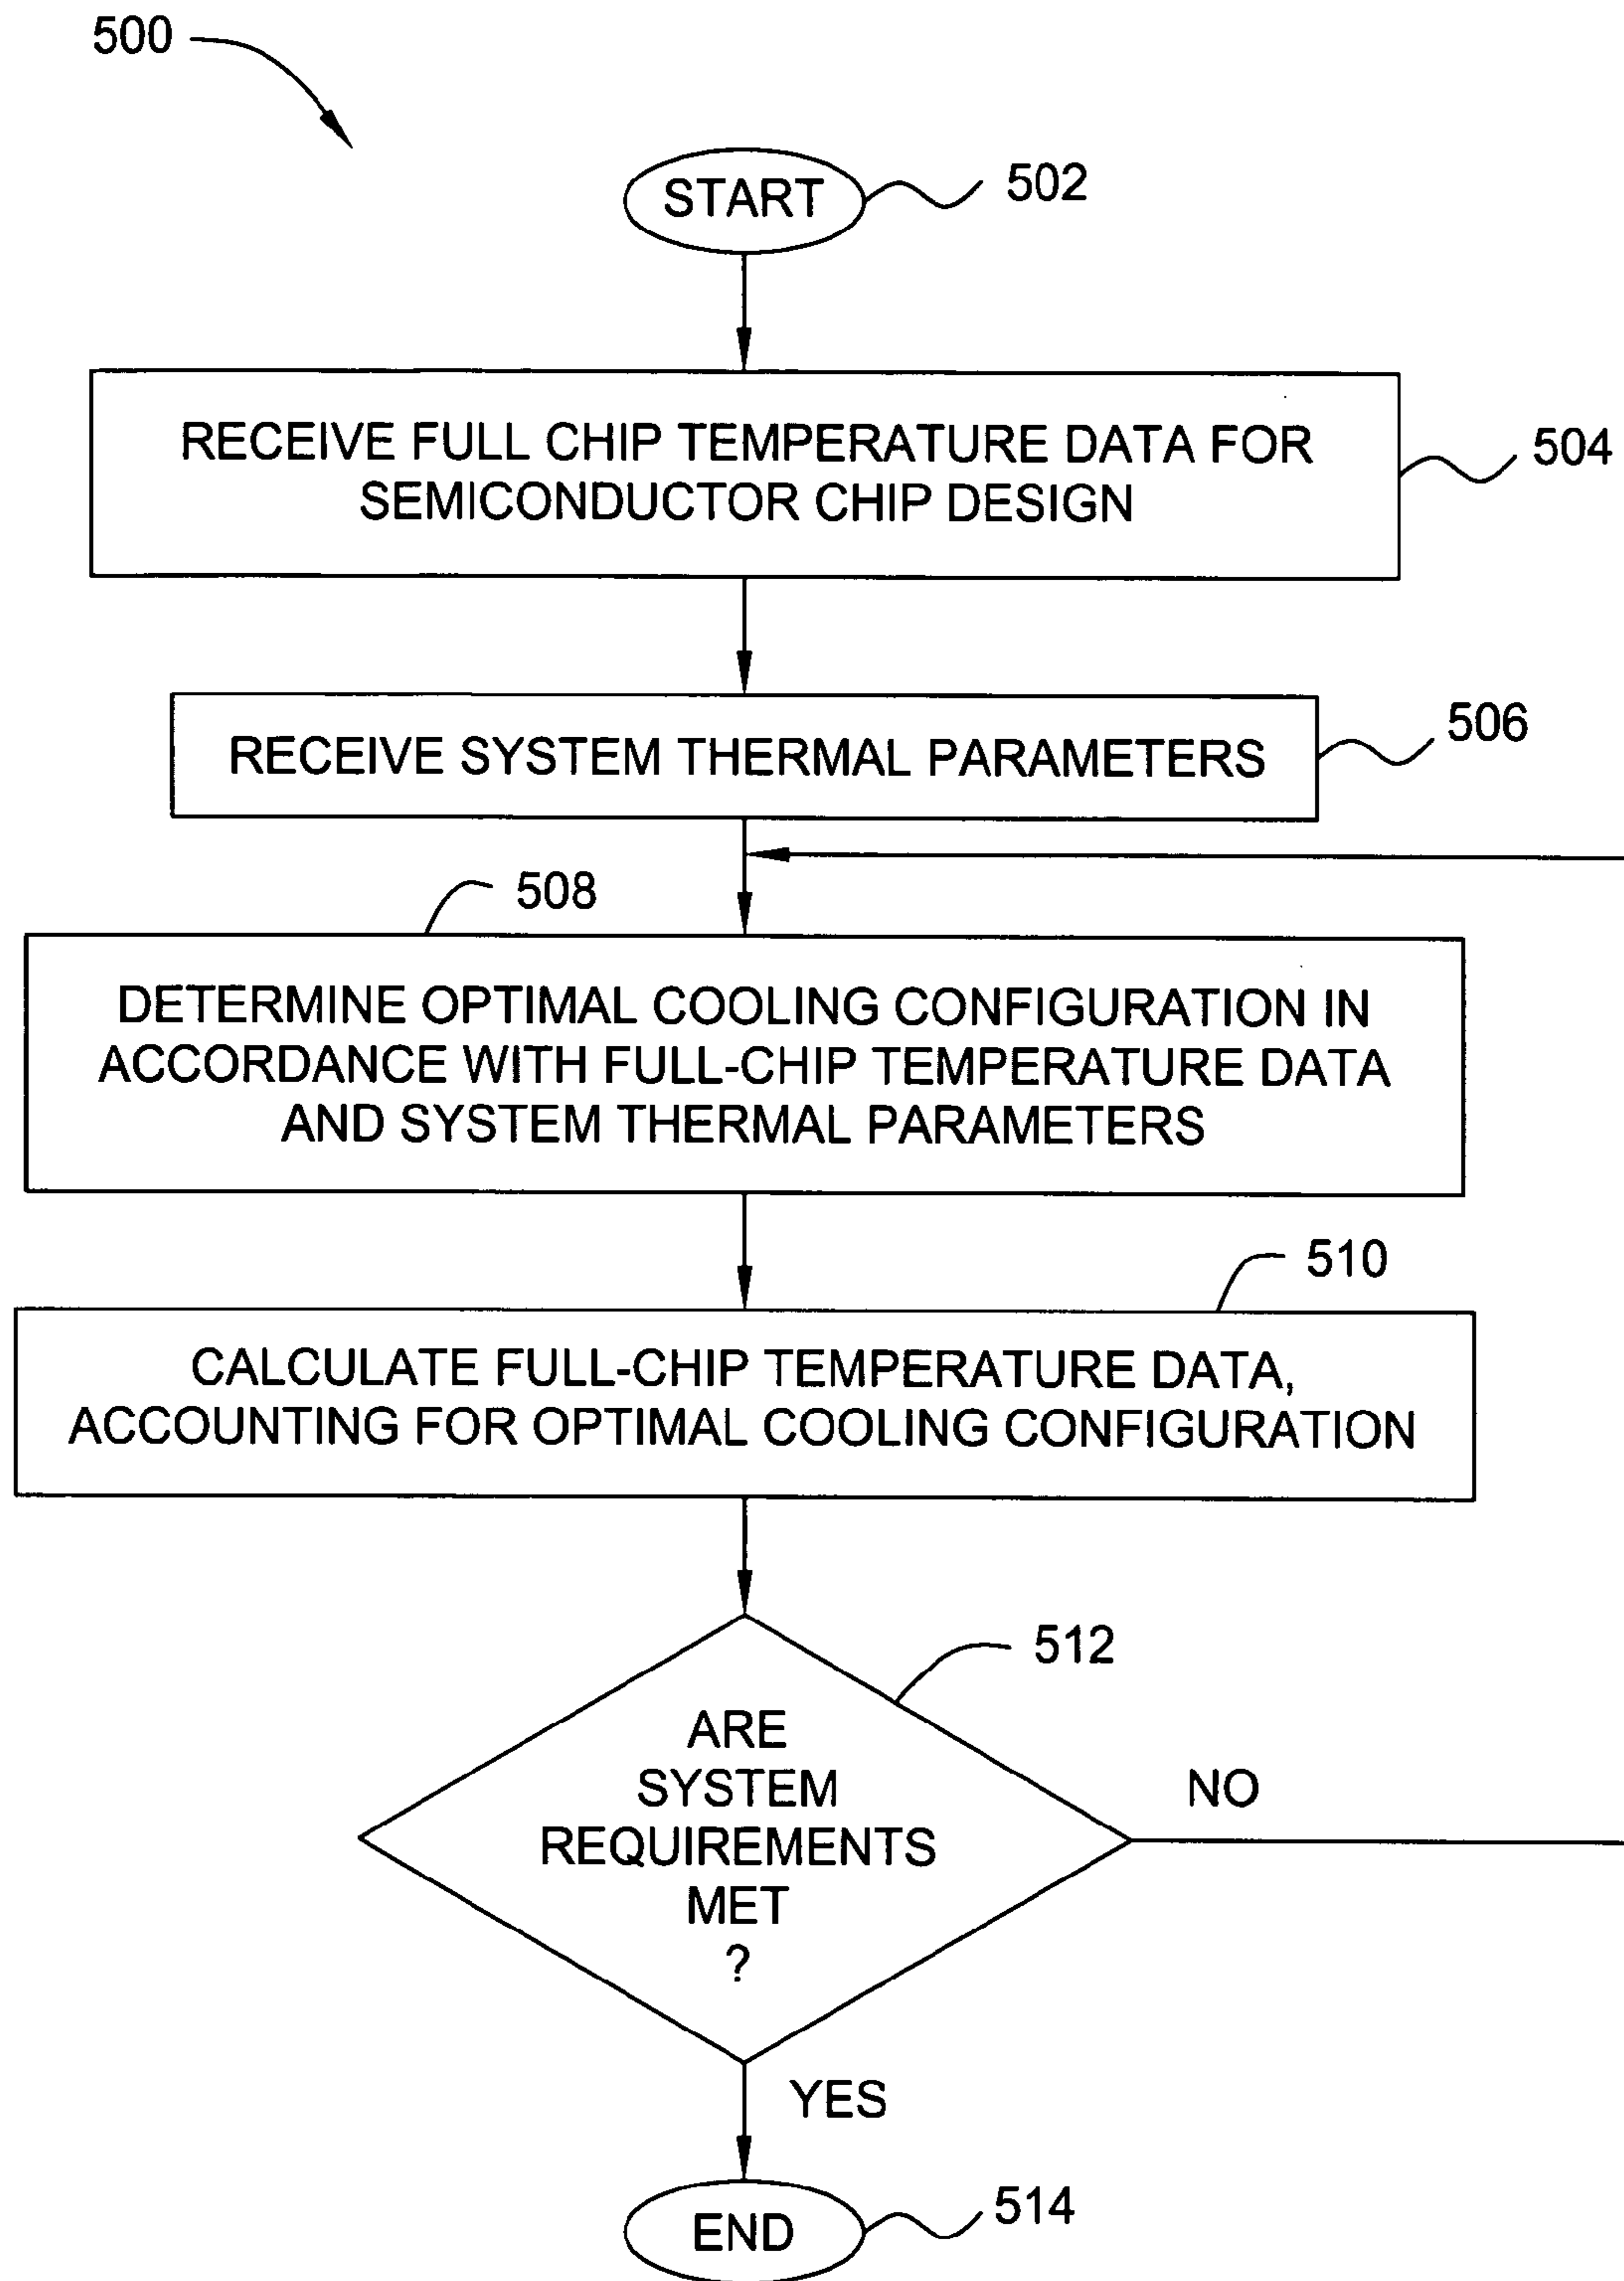 500
START
502
RECEIVE FULL CHIP TEMPERATURE DATA FOR
SEMICONDUCTOR CHIP DESIGN
504
RECEIVE SYSTEM THERMAL PARAMETERS
506
508
DETERMINE OPTIMAL COOLING CONFIGURATION IN
ACCORDANCE WITH FULL-CHIP TEMPERATURE DATA
AND SYSTEM THERMAL PARAMETERS
510
CALCULATE FULL-CHIP TEMPERATURE DATA,
ACCOUNTING FOR OPTIMAL COOLING CONFIGURATION
512
ARE
SYSTEM
REQUIREMENTS
MET
?
NO
YES
END
514